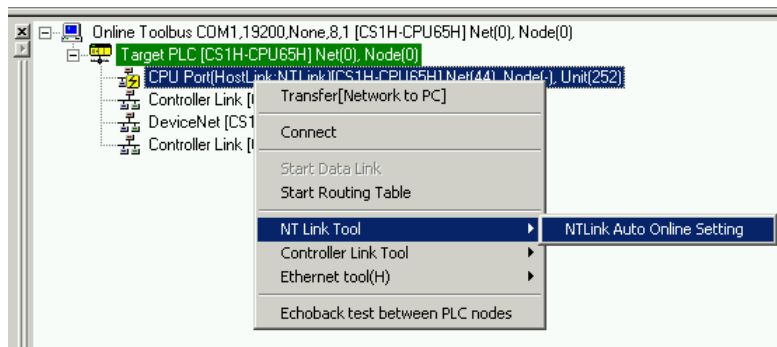 Online Toolbus COM1,19200,None,8,1 [CS1H-CPU65H] Net(0), Node(0)
Target PLC [CS1H-CPU65H] Net(0), Node(0)
CPU Port(HostLink:NTLink)[CS1H-CPU65H] Net(44), Node(-), Unit(252)
Controller Link [
DeviceNet [CS1
Controller Link [
Transfer[Network to PC]
Connect
Start Data Link
Start Routing Table
NT Link Tool
NTLink Auto Online Setting
Controller Link Tool
Ethernet tool(H)
Echoback test between PLC nodes